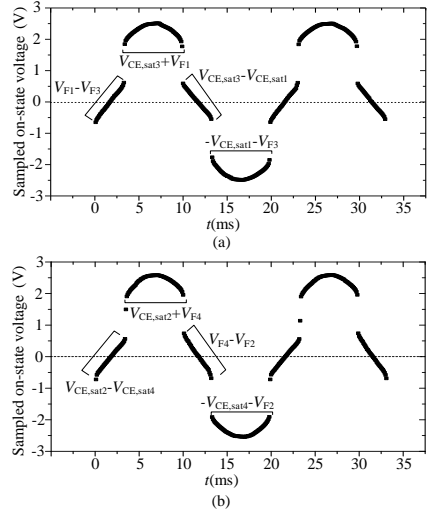 Sampled on-state voltage (V)
3
2
1
0
-1
-2
-3
V_CE,sat3+V_F1
V_CE,sat3-V_CE,sat1
V_F1-V_F3
-V_CE,sat1-V_F3
0 5 10 15 20 25 30 35
t(ms)
(a)
Sampled on-state voltage (V)
3
2
1
0
-1
-2
-3
V_CE,sat2+V_F4
V_F4-V_F2
V_CE,sat2-V_CE,sat4
-V_CE,sat4-V_F2
0 5 10 15 20 25 30 35
t(ms)
(b)